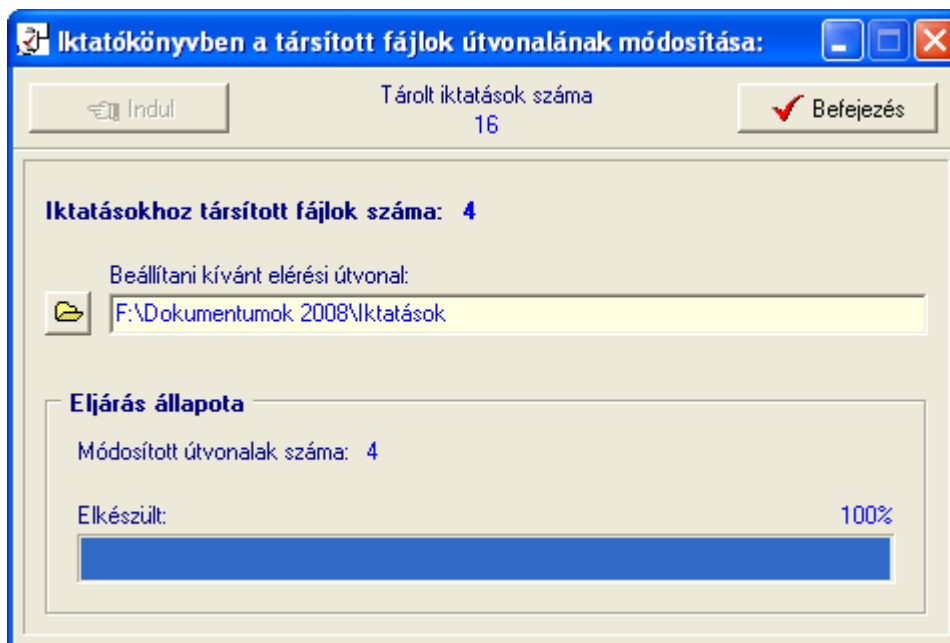 Iktatókönyvben a társított fájlok útvonalának módosítása:
Indul
Tárolt iktatások száma
16
Befejezés
Iktatásokhoz társított fájlok száma: 4
Beállítani kívánt elérési útvonal:
F:\Dokumentumok 2008\Iktatások
Eljárás állapota
Módosított útvonalak száma: 4
Elkészült: 100%